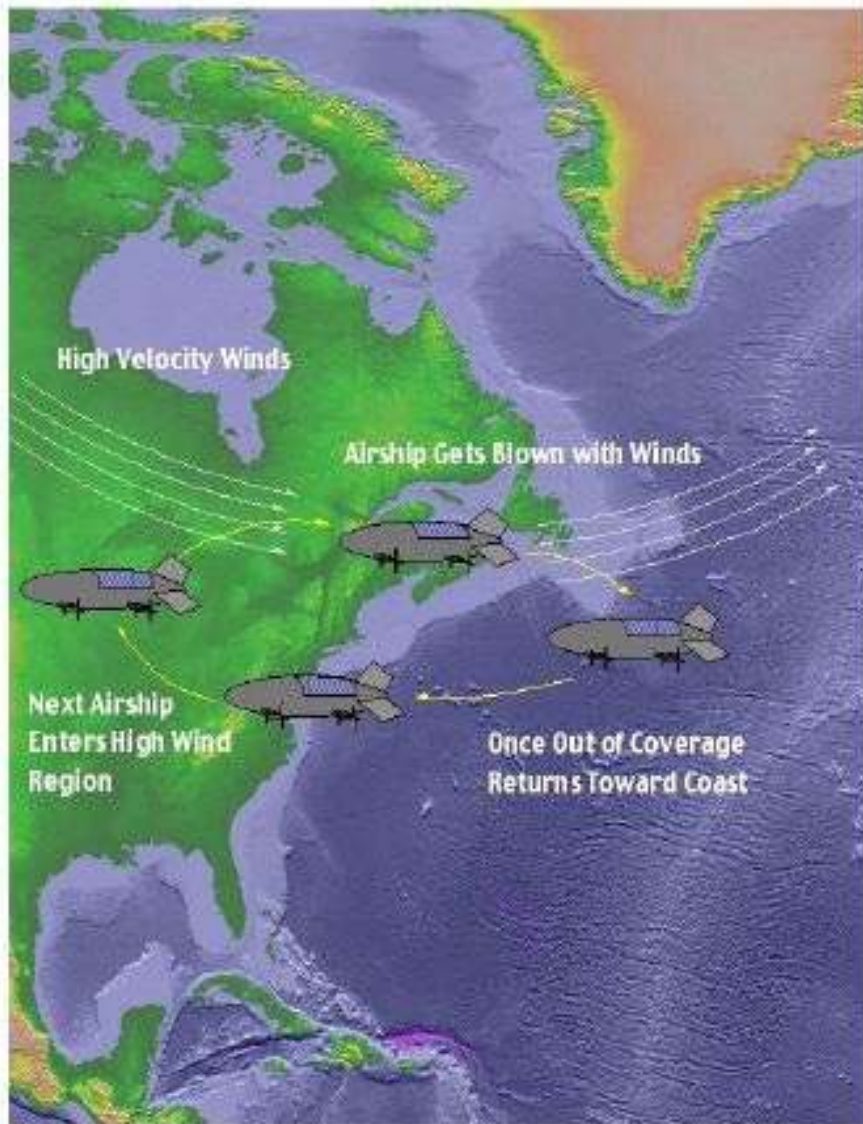 High Velocity Winds
Airship Gets Blown with Winds
Next Airship
Enters High Wind
Region
Once Out of Coverage
Returns Toward Coast